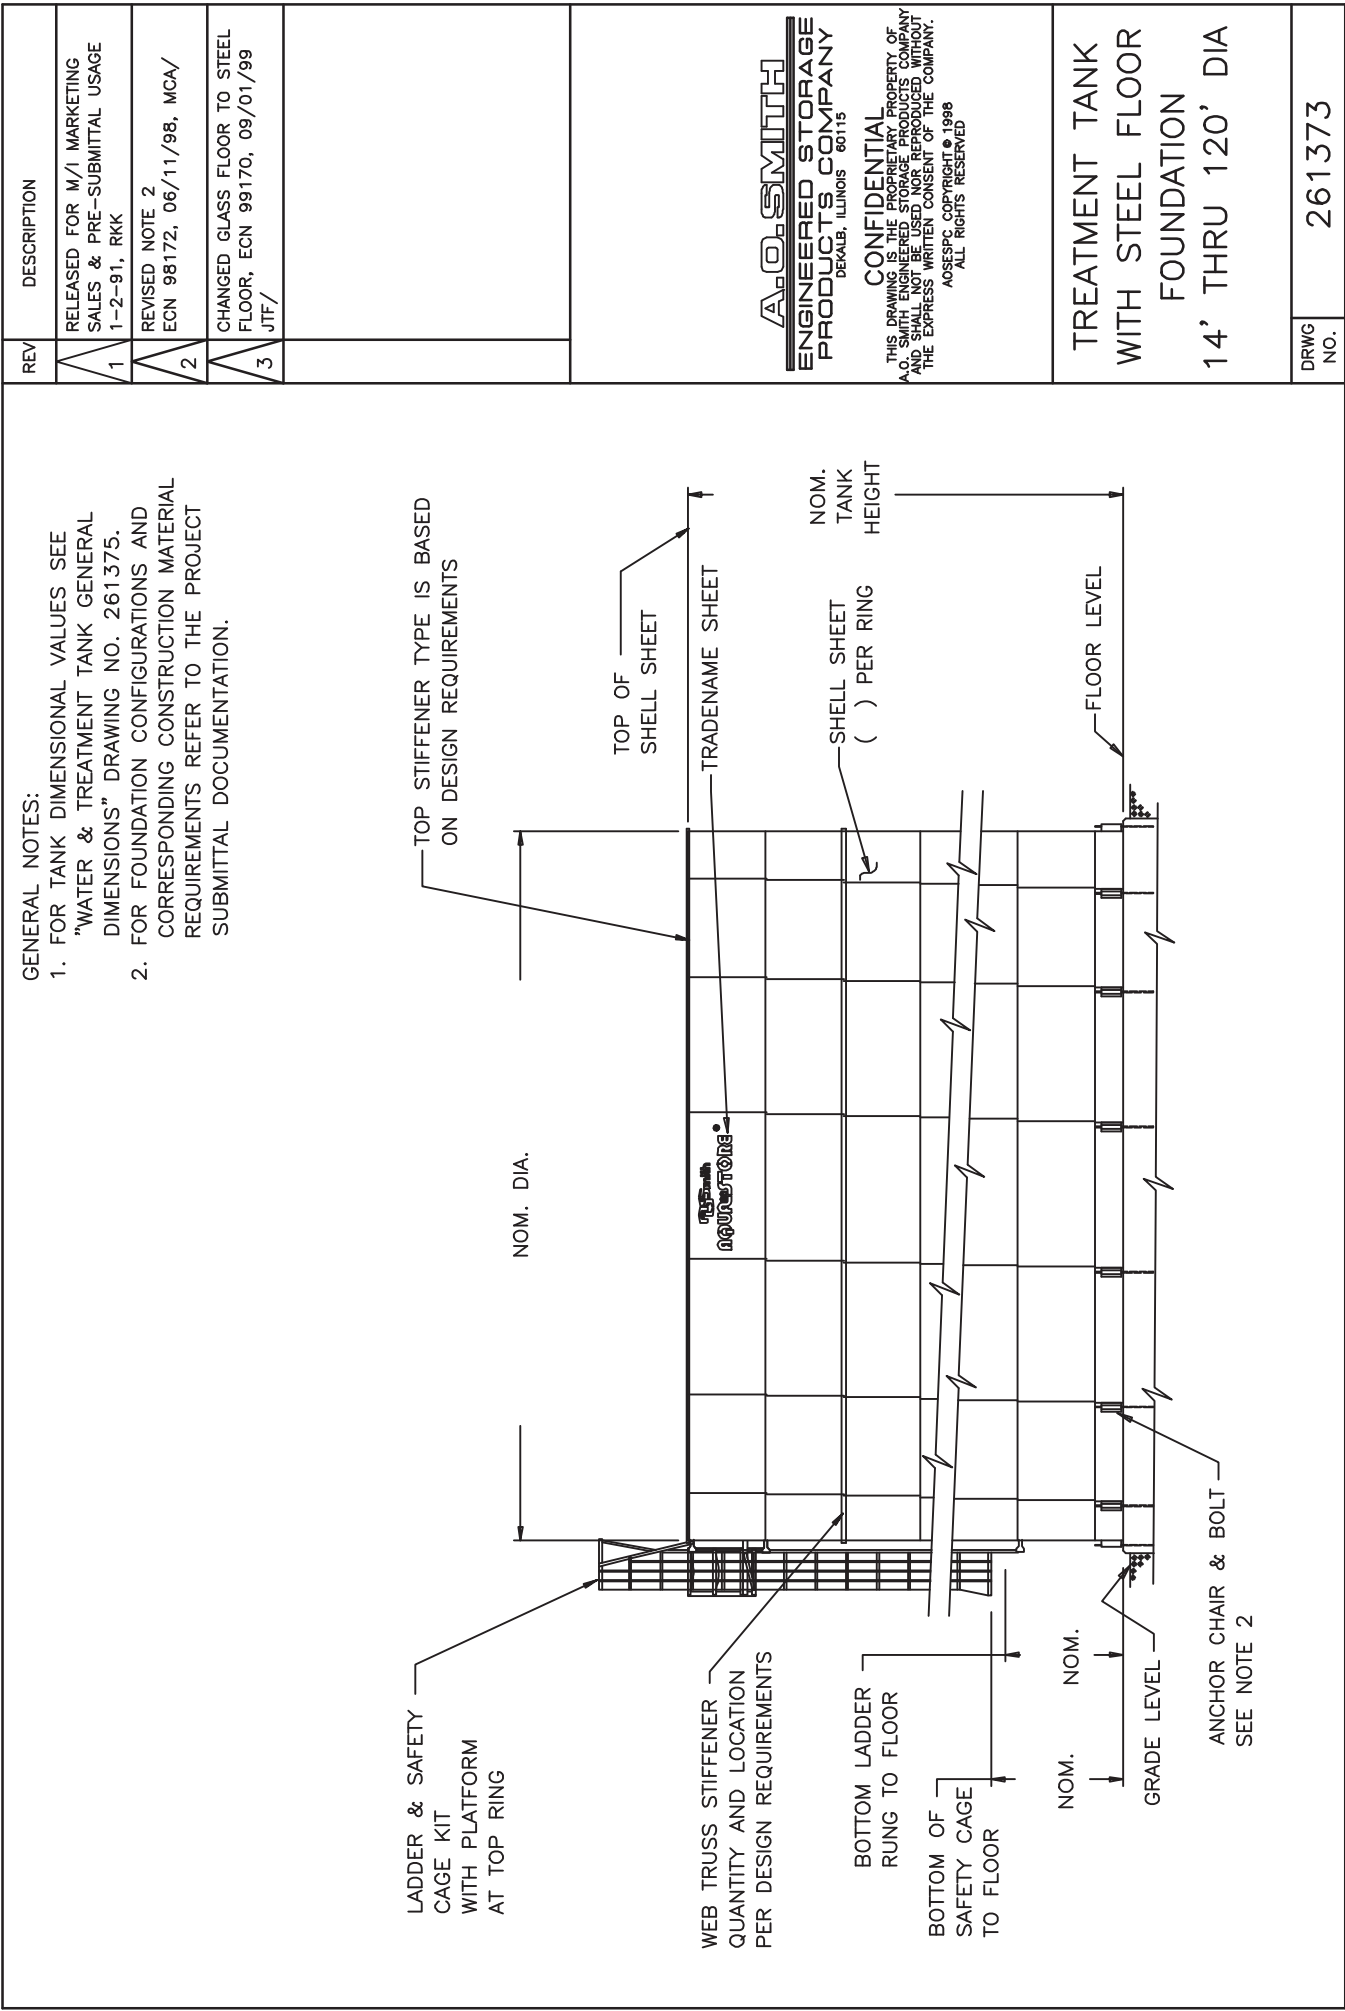 GENERAL NOTES:
1. FOR TANK DIMENSIONAL VALUES SEE
"WATER & TREATMENT TANK GENERAL
DIMENSIONS" DRAWING NO. 261375.
2. FOR FOUNDATION CONFIGURATIONS AND
CORRESPONDING CONSTRUCTION MATERIAL
REQUIREMENTS REFER TO THE PROJECT
SUBMITTAL DOCUMENTATION.
LADDER & SAFETY
CAGE KIT
WITH PLATFORM
AT TOP RING
NOM. DIA.
TOP STIFFENER TYPE IS BASED
ON DESIGN REQUIREMENTS
TOP OF
SHELL SHEET
TRADENAME SHEET
Smith
AQUASTORE®
NOM.
TANK
HEIGHT
SHELL SHEET
( ) PER RING
FLOOR LEVEL
WEB TRUSS STIFFENER
QUANTITY AND LOCATION
PER DESIGN REQUIREMENTS
BOTTOM LADDER
RUNG TO FLOOR
BOTTOM OF
SAFETY CAGE
TO FLOOR
NOM.
NOM.
GRADE LEVEL
ANCHOR CHAIR & BOLT
SEE NOTE 2
REV DESCRIPTION
1 RELEASED FOR M/I MARKETING
SALES & PRE-SUBMITTAL USAGE
1-2-91, RKK
2 REVISED NOTE 2
ECN 98172, 06/11/98, MCA/
3 CHANGED GLASS FLOOR TO STEEL
FLOOR, ECN 99170, 09/01/99
JTF/
A.O.SMITH
ENGINEERED STORAGE
PRODUCTS COMPANY
DEKALB, ILLINOIS 60115
CONFIDENTIAL
THIS DRAWING IS THE PROPRIETARY PROPERTY OF
A.O. SMITH ENGINEERED STORAGE PRODUCTS COMPANY
AND SHALL NOT BE USED NOR REPRODUCED WITHOUT
THE EXPRESS WRITTEN CONSENT OF THE COMPANY.
AOSESPC COPYRIGHT © 1998
ALL RIGHTS RESERVED
TREATMENT TANK
WITH STEEL FLOOR
FOUNDATION
14' THRU 120' DIA
DRWG
NO.
261373